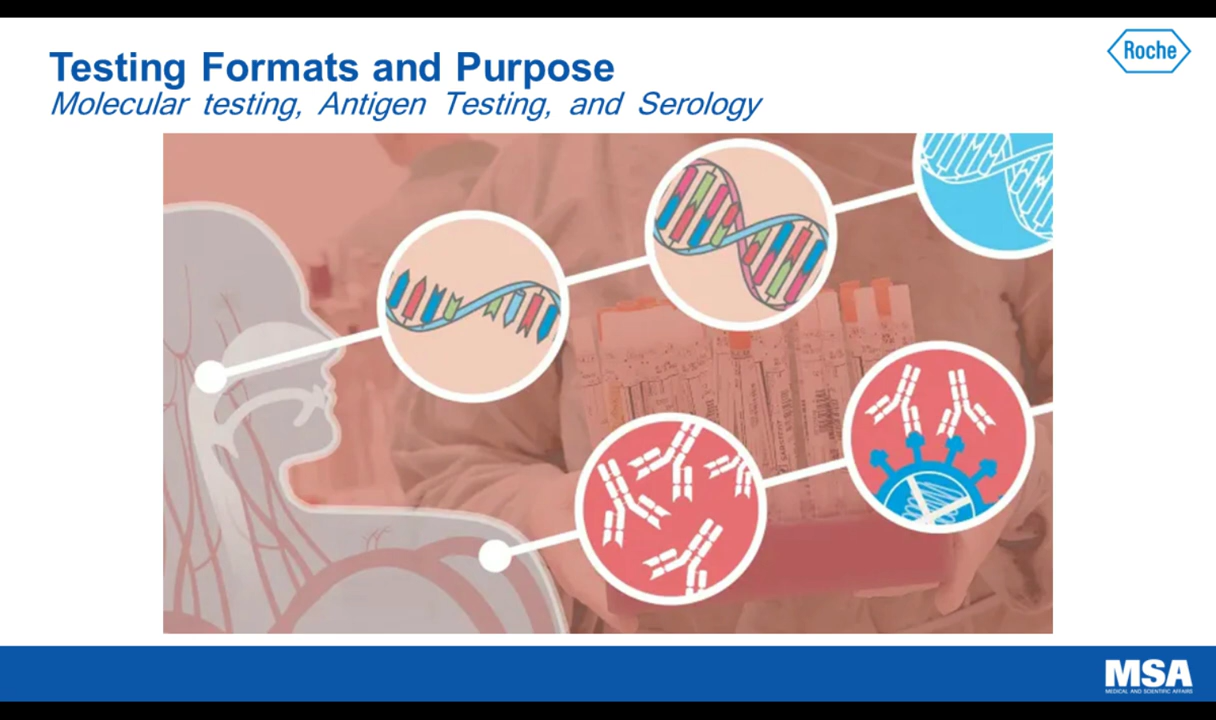 Testing Formats and Purpose
Roche
Molecular testing, Antigen Testing, and Serology
MSA
MEDICAL AND SCIENTIFIC AFFAIRS